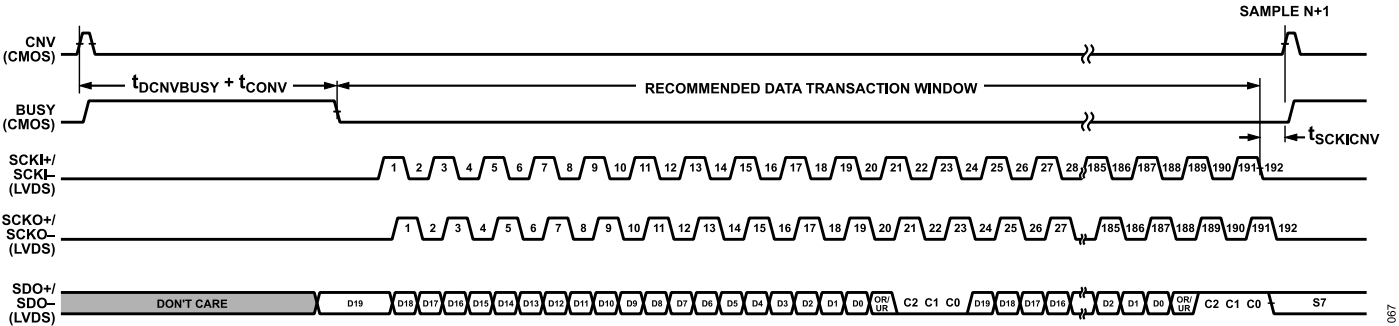 SAMPLE N+1
CNV
(CMOS)
tDCNVBUSY + tCONV
RECOMMENDED DATA TRANSACTION WINDOW
BUSY
(CMOS)
tSCKICNV
SCKI+/
SCKI–
(LVDS)
1 2 3 4 5 6 7 8 9 10 11 12 13 14 15 16 17 18 19 20 21 22 23 24 25 26 27 28 185 186 187 188 189 190 191 192
SCKO+/
SCKO–
(LVDS)
1 2 3 4 5 6 7 8 9 10 11 12 13 14 15 16 17 18 19 20 21 22 23 24 25 26 27 185 186 187 188 189 190 191 192
SDO+/
SDO–
(LVDS)
DON'T CARE D19 D18 D17 D16 D15 D14 D13 D12 D11 D10 D9 D8 D7 D6 D5 D4 D3 D2 D1 D0 OR/UR C2 C1 C0 D19 D18 D17 D16 D2 D1 D0 OR/UR C2 C1 C0 S7
067